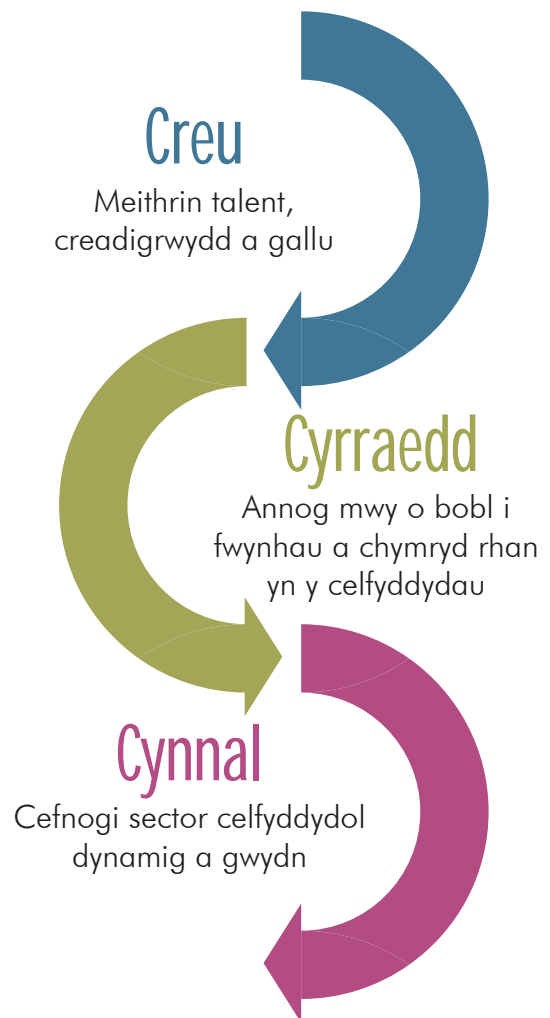 Creu
Meithrin talent,
creadigrwydd a gallu
Cyrraedd
Annog mwy o bobl i
fwynhau a chymryd rhan
yn y celfyddydau
Cynnal
Cefnogi sector celfyddydol
dynamig a gwydn